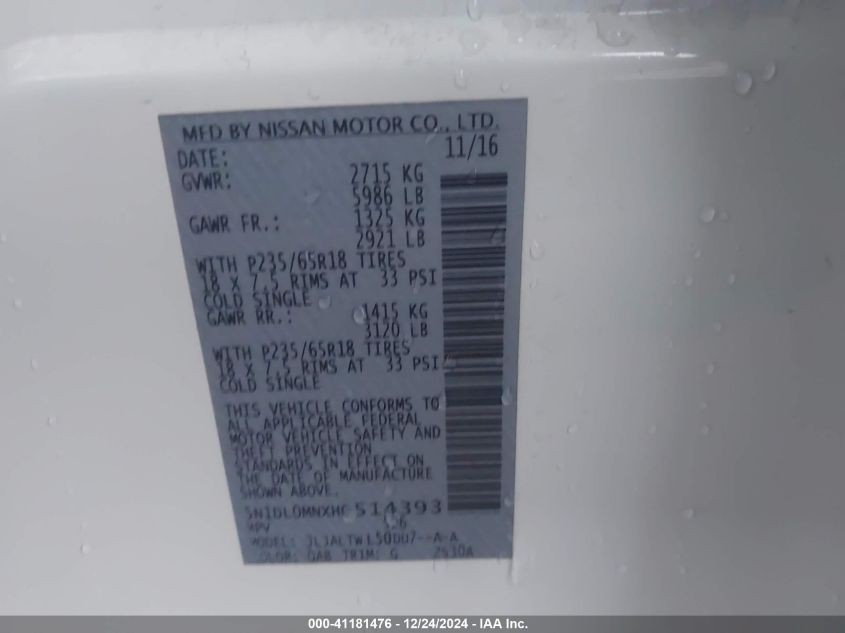 MFD BY NISSAN MOTOR CO., LTD.
DATE: 11/16
GVWR: 2715 KG
5986 LB
GAWR FR.: 1325 KG
2921 LB
WITH P235/65R18 TIRES
18 X 7.5 RIMS AT 33 PSI
COLD SINGLE
GAWR RR.: 1415 KG
3120 LB
WITH P235/65R18 TIRES
18 X 7.5 RIMS AT 33 PSI
COLD SINGLE
THIS VEHICLE CONFORMS TO
ALL APPLICABLE FEDERAL
MOTOR VEHICLE SAFETY AND
THEFT PREVENTION
STANDARDS IN EFFECT ON
THE DATE OF MANUFACTURE
SHOWN ABOVE.
5N1DL0MNXHC514393
MPV
MODEL:
COLOR: QAB TRIM: G
000-41181476 - 12/24/2024 - IAA Inc.